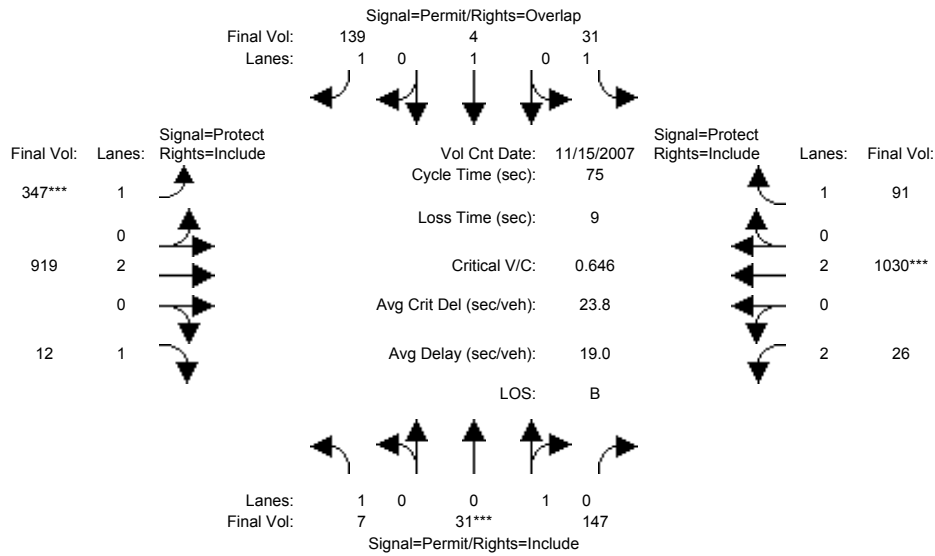 Signal=Permit/Rights=Overlap
Final Vol: 139 4 31
Lanes: 1 0 1 0 1
Signal=Protect Signal=Protect
Final Vol: Lanes: Rights=Include Vol Cnt Date: 11/15/2007 Rights=Include Lanes: Final Vol:
Cycle Time (sec): 75
347*** 1 1 91
Loss Time (sec): 9
0 0
919 2 Critical V/C: 0.646 2 1030***
0 Avg Crit Del (sec/veh): 23.8 0
12 1 Avg Delay (sec/veh): 19.0 2 26
LOS: B
Lanes: 1 0 0 1 0
Final Vol: 7 31*** 147
Signal=Permit/Rights=Include